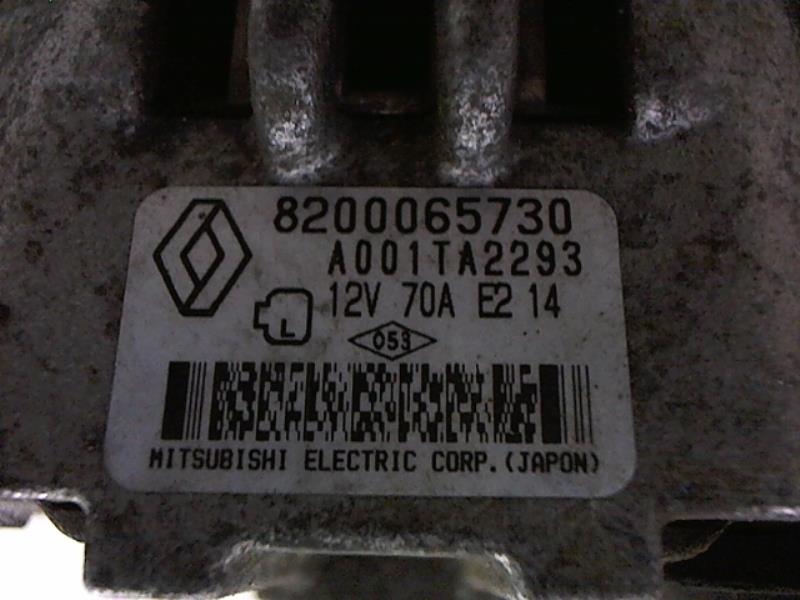 8200065730
A001TA2293
12V 70A E2 14
L
053
MITSUBISHI ELECTRIC CORP.(JAPON)